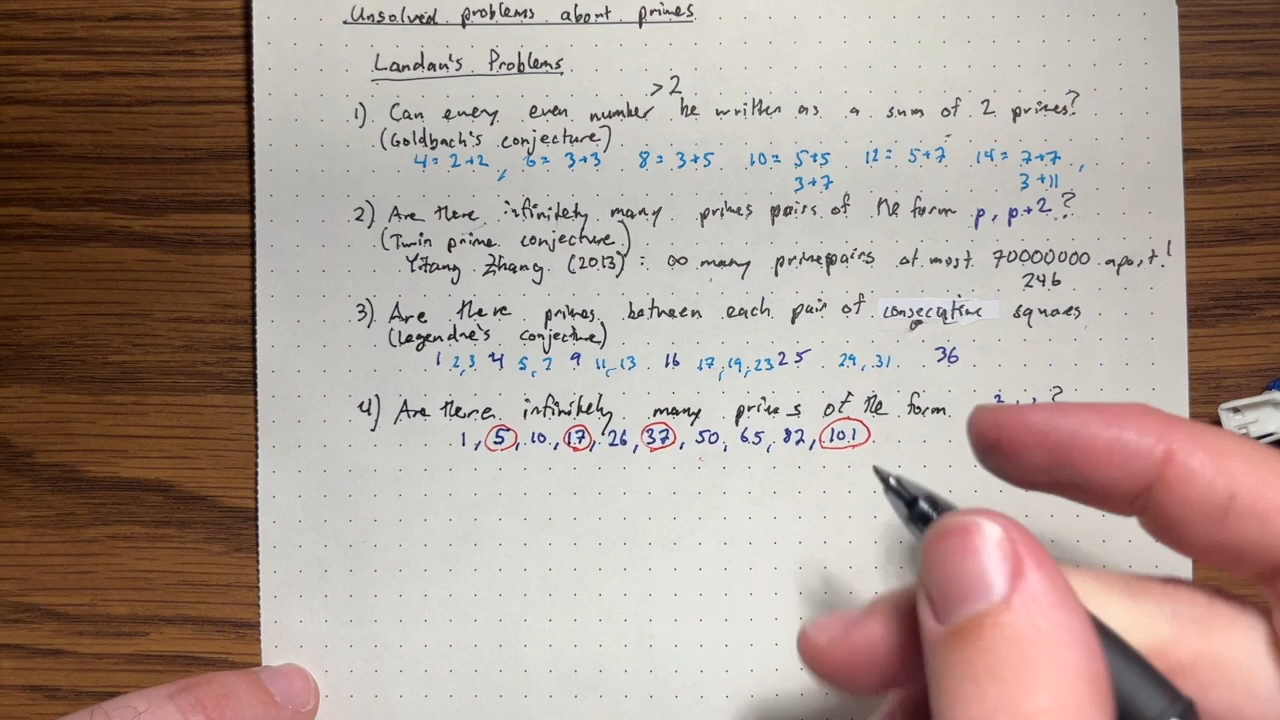 Unsolved problems about primes
Landau's Problems
>2
1) Can every even number be written as a sum of 2 primes?
(Goldbach's conjecture)
4 = 2+2, 6 = 3+3 8 = 3+5 10 = 5+5 12 = 5+7 14 = 7+7,
3+7 3+11
2) Are there infinitely many primes pairs of the form p, p+2?
(Twin prime conjecture)
Yitang Zhang (2013): ∞ many prime pairs at most 70000000 apart!
246
3) Are there primes between each pair of consecutive squares
(Legendre's conjecture)
1 2,3 4 5,7 9 11,13 16 17,19,23 25 29,31 36
4) Are there infinitely many primes of the form ?
1, 5, 10, 17, 26, 37, 50, 65, 82, 101